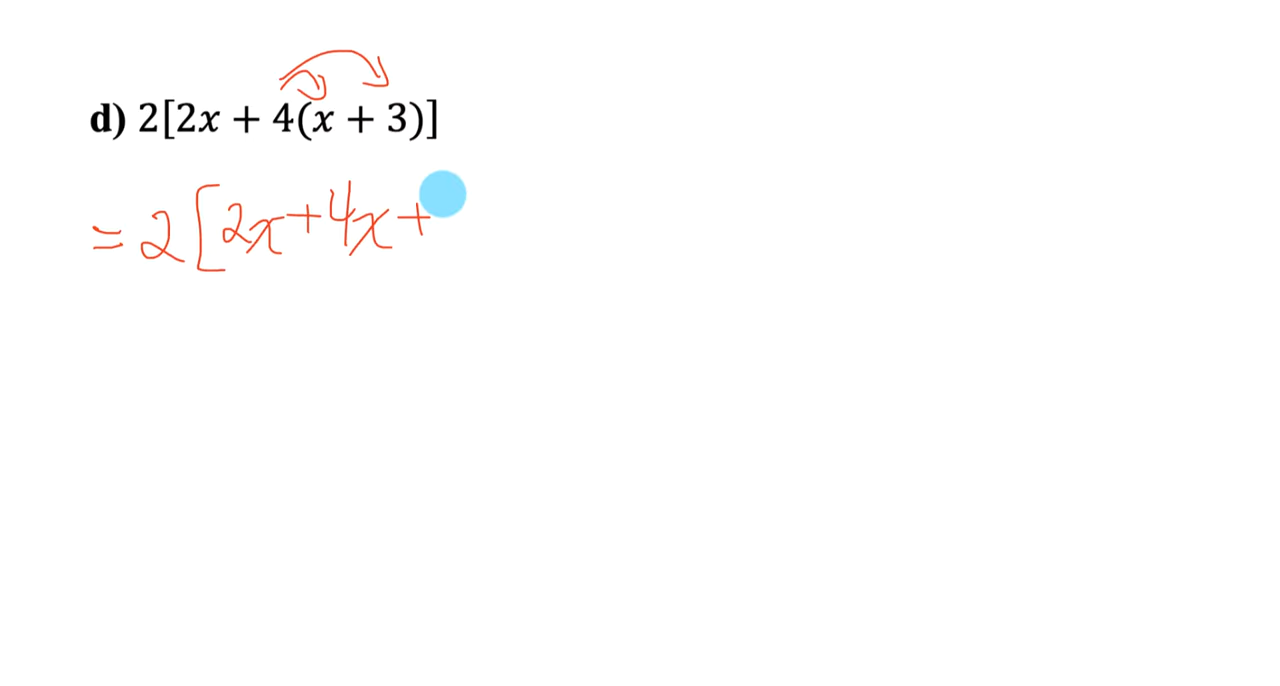 d) 2[2x + 4(x + 3)]
= 2[2x+4x+